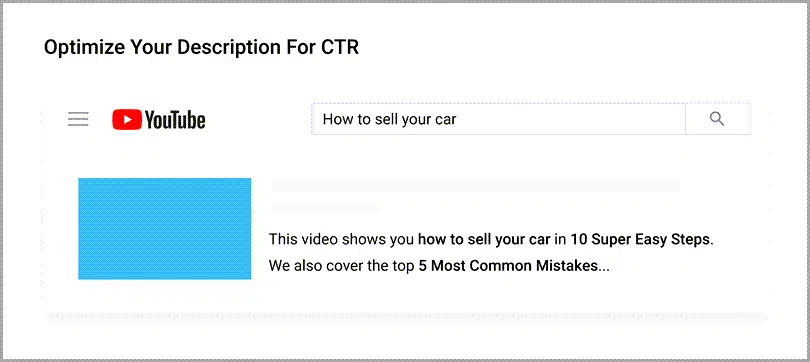 Optimize Your Description For CTR
YouTube
How to sell your car
This video shows you how to sell your car in 10 Super Easy Steps.
We also cover the top 5 Most Common Mistakes...